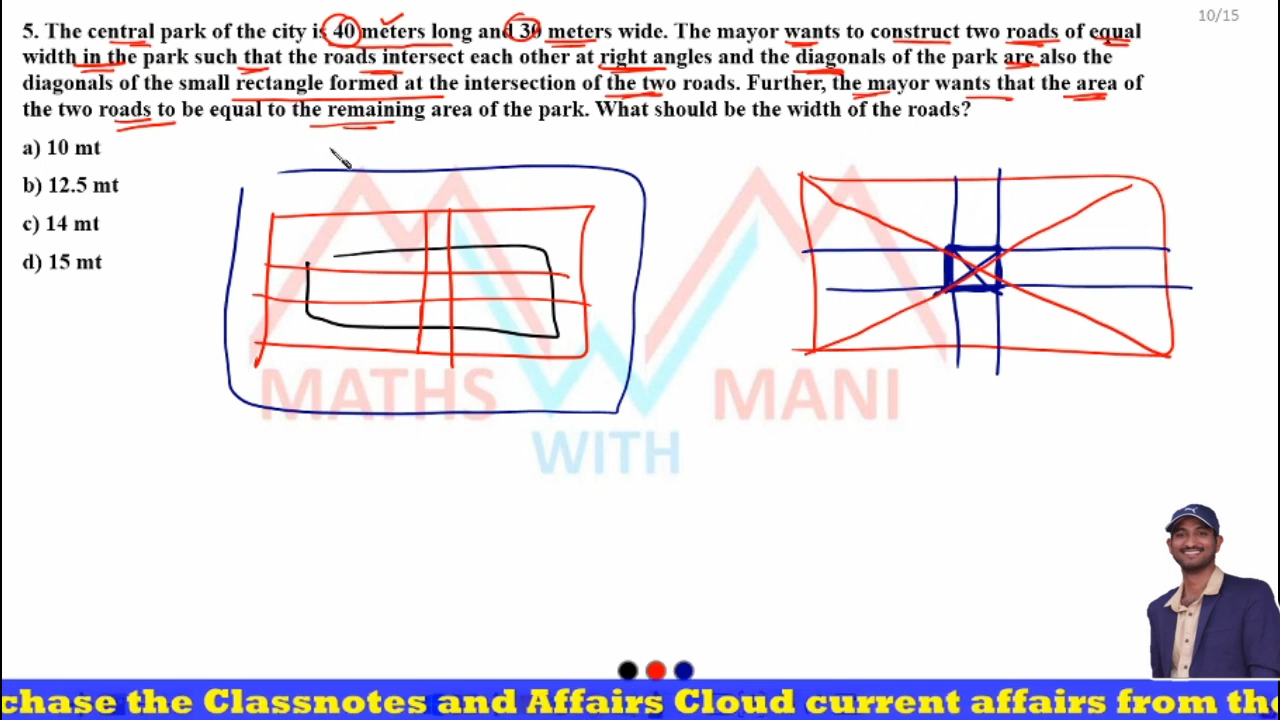 10/15
5. The central park of the city is 40 meters long and 30 meters wide. The mayor wants to construct two roads of equal
width in the park such that the roads intersect each other at right angles and the diagonals of the park are also the
diagonals of the small rectangle formed at the intersection of the two roads. Further, the mayor wants that the area of
the two roads to be equal to the remaining area of the park. What should be the width of the roads?
a) 10 mt
b) 12.5 mt
c) 14 mt
d) 15 mt
MATHS
WITH
MANI
chase the Classnotes and Affairs Cloud current affairs from the